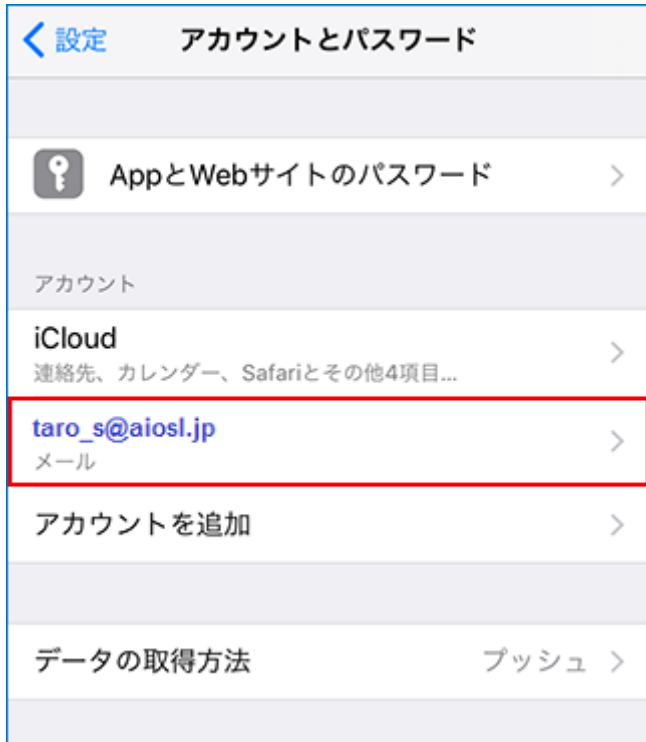 設定 アカウントとパスワード
AppとWebサイトのパスワード
アカウント
iCloud
連絡先、カレンダー、Safariとその他4項目...
taro_s@aiosl.jp
メール
アカウントを追加
データの取得方法 プッシュ